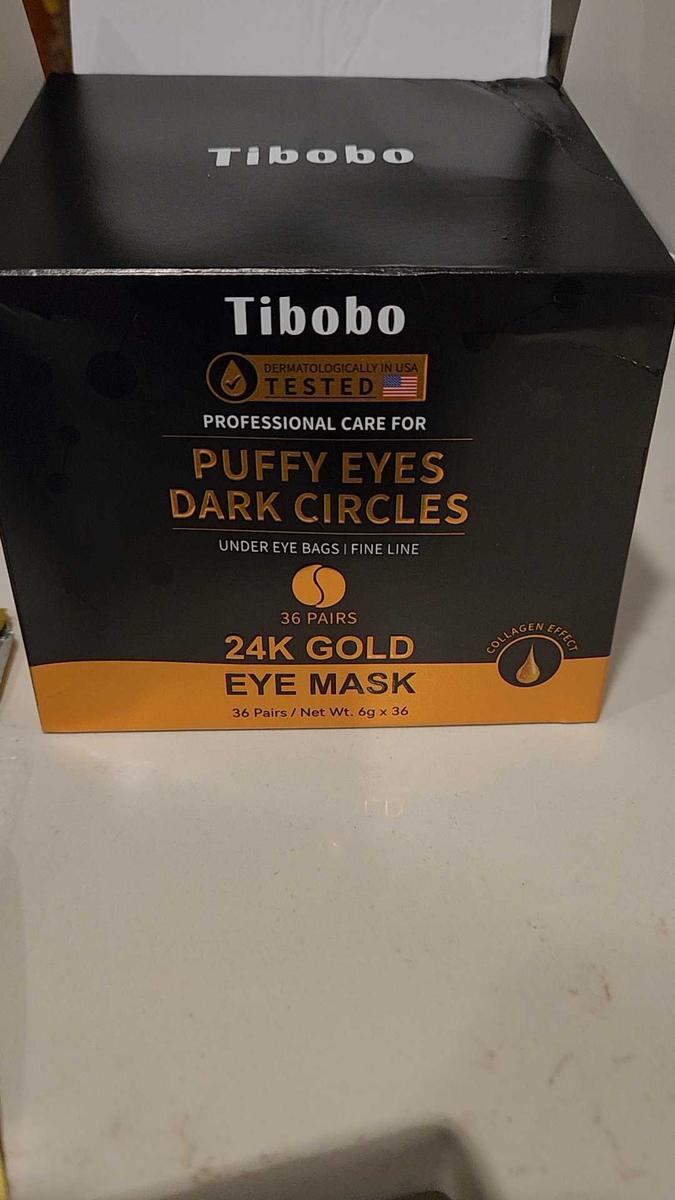 Tibobo
Tibobo
DERMATOLOGICALLY IN USA
TESTED
PROFESSIONAL CARE FOR
PUFFY EYES
DARK CIRCLES
UNDER EYE BAGS | FINE LINE
36 PAIRS
24K GOLD
COLLAGEN EFFECT
EYE MASK
36 Pairs / Net Wt. 6g x 36